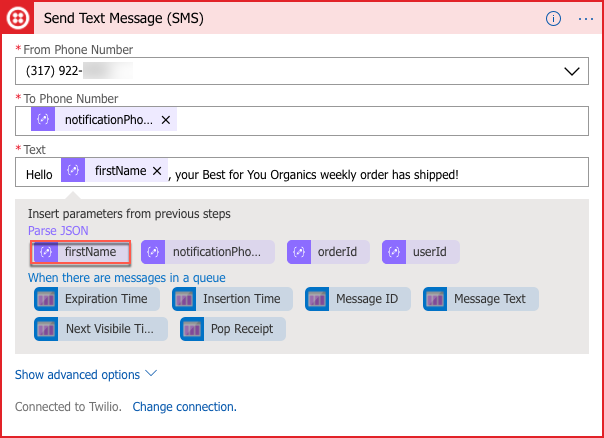 Send Text Message (SMS)
*From Phone Number
(317) 922-
*To Phone Number
notificationPho... ×
*Text
Hello firstName ×, your Best for You Organics weekly order has shipped!
Insert parameters from previous steps
Parse JSON
firstName notificationPho... orderId userId
When there are messages in a queue
Expiration Time Insertion Time Message ID Message Text
Next Visibile Ti... Pop Receipt
Show advanced options
Connected to Twilio. Change connection.